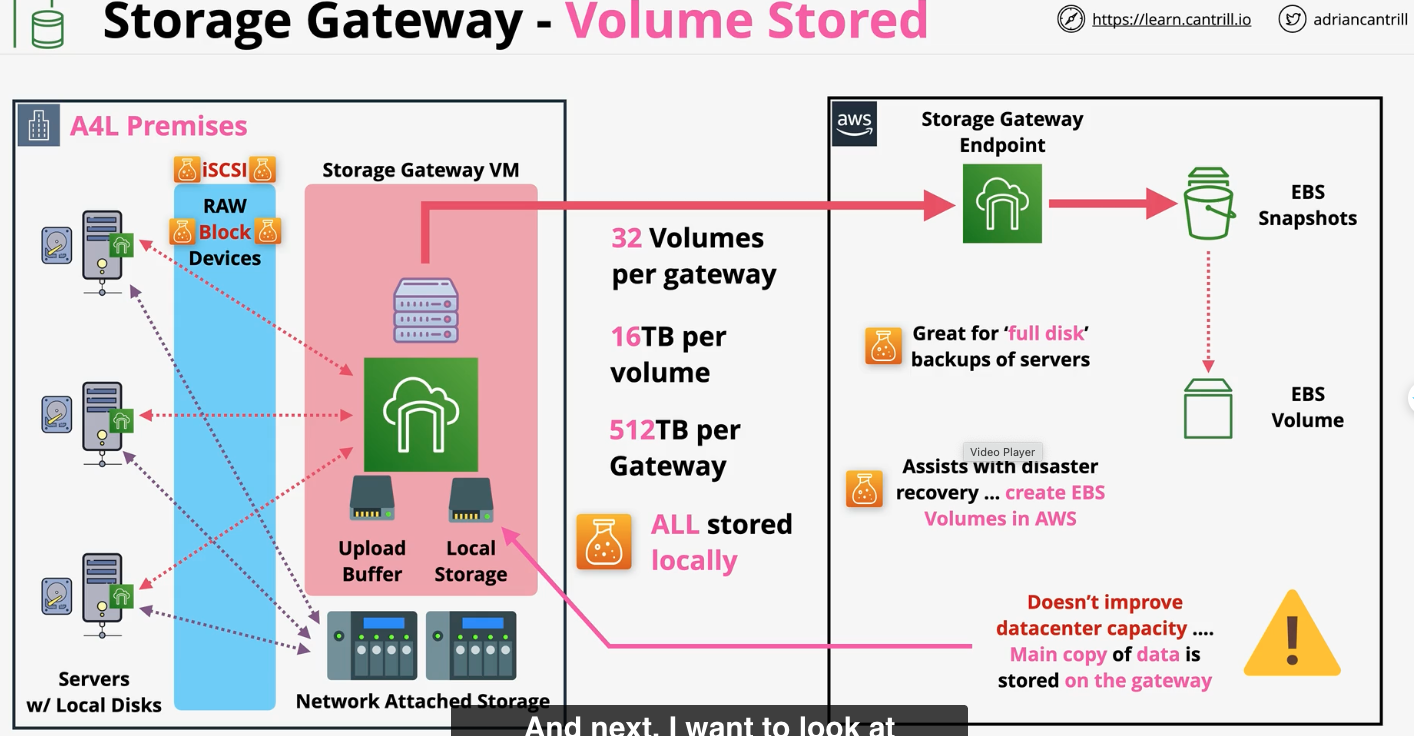 Storage Gateway - Volume Stored
https://learn.cantrill.io
adriancantrill
A4L Premises
iSCSI
RAW
Block
Devices
Storage Gateway VM
Upload
Buffer
Local
Storage
Servers
w/ Local Disks
Network Attached Storage
32 Volumes
per gateway
16TB per
volume
512TB per
Gateway
ALL stored
locally
aws
Storage Gateway
Endpoint
EBS
Snapshots
Great for ‘full disk’
backups of servers
EBS
Volume
Video Player
Assists with disaster
recovery ... create EBS
Volumes in AWS
Doesn’t improve
datacenter capacity ....
Main copy of data is
stored on the gateway
And next, I want to look at